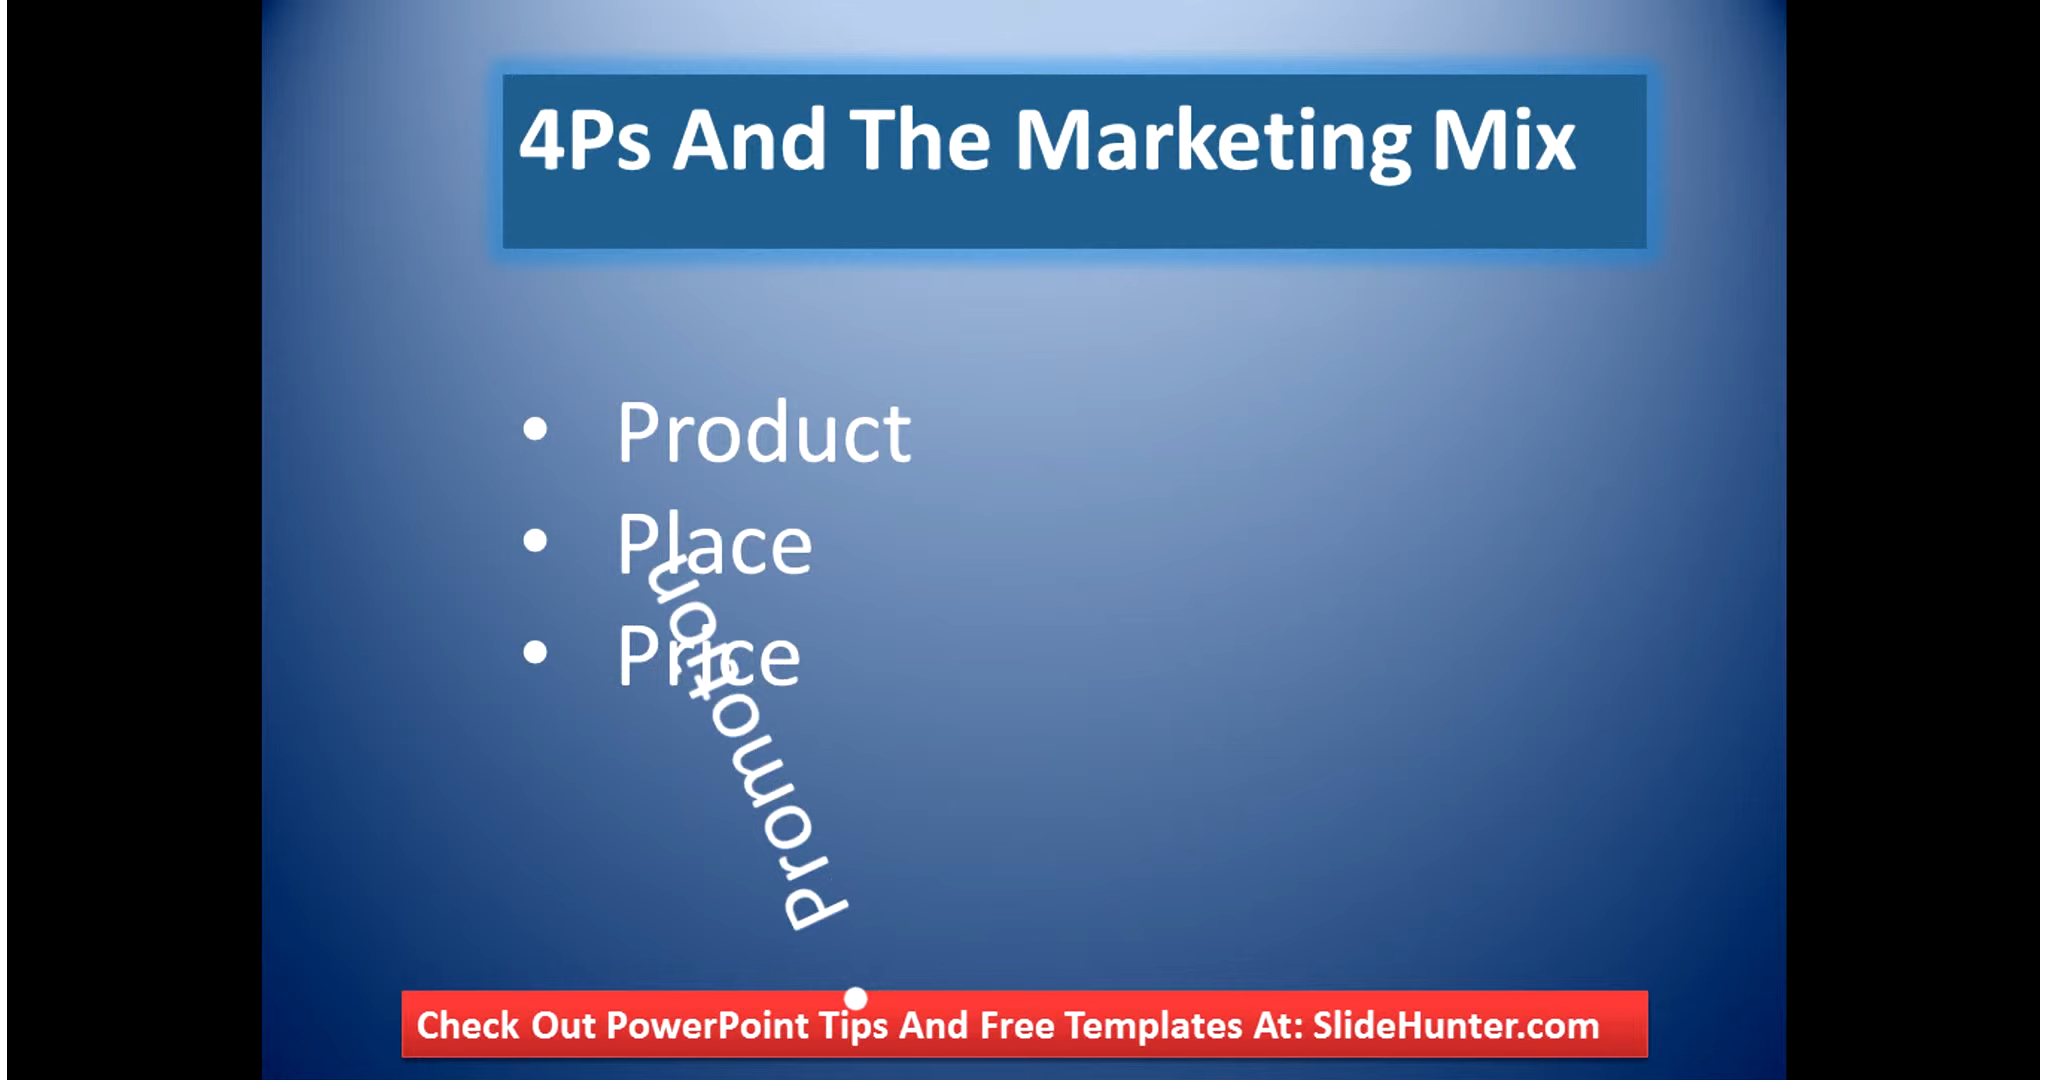 4Ps And The Marketing Mix
• Product
• Place
• Price
• Promotion
Check Out PowerPoint Tips And Free Templates At: SlideHunter.com